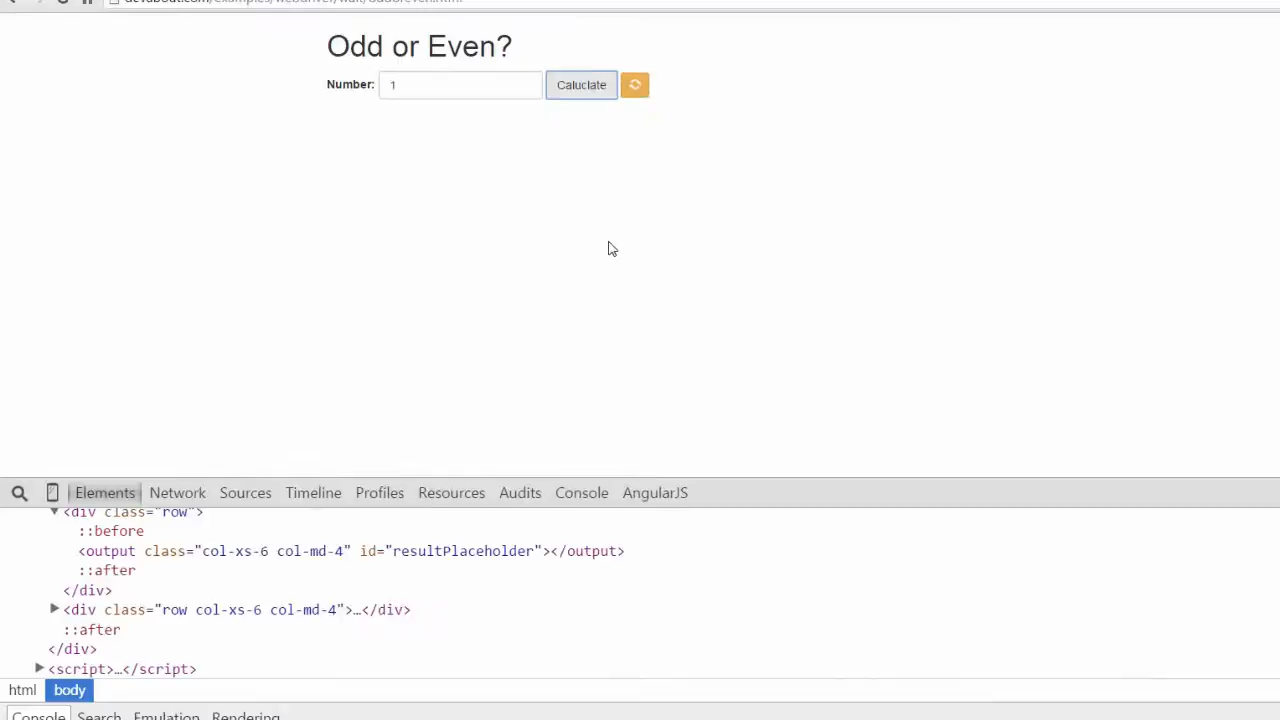 Odd or Even?
Number: 1 Caluclate
Elements Network Sources Timeline Profiles Resources Audits Console AngularJS
<div class="row">
::before
<output class="col-xs-6 col-md-4" id="resultPlaceholder"></output>
::after
</div>
<div class="row col-xs-6 col-md-4">…</div>
::after
</div>
<script>…</script>
html body
Console Search Emulation Rendering